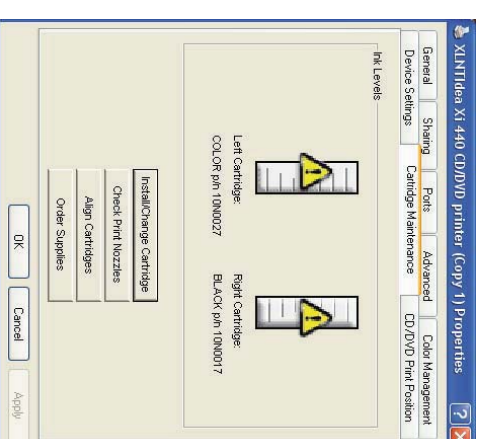 XLNTIdea Xi 440 CD/DVD printer (Copy 1) Properties
General Sharing Ports Advanced Color Management
Device Settings Cartridge Maintenance CD/DVD Print Position
Ink Levels
Left Cartridge: Right Cartridge:
COLOR p/n 10N0027 BLACK p/n 10N0017
Install/Change Cartridge
Check Print Nozzles
Align Cartridges
Order Supplies
OK Cancel Apply